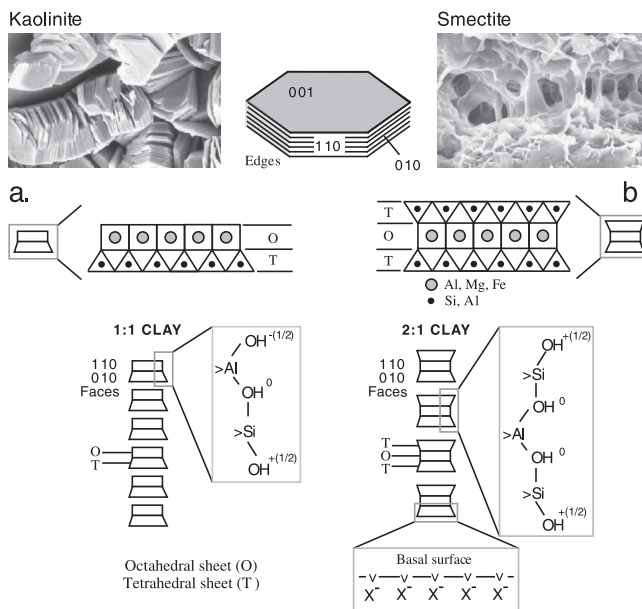 Kaolinite
Smectite
001
110
010
Edges
a.
b
O
T
T
O
T
Al, Mg, Fe
Si, Al
1:1 CLAY
110
010
Faces
O
T
OH-(1/2)
>Al
OH0
>Si
OH+(1/2)
2:1 CLAY
110
010
Faces
T
O
T
OH+(1/2)
>Si
OH0
>Al
OH0
>Si
OH+(1/2)
Octahedral sheet (O)
Tetrahedral sheet (T)
Basal surface
X- X- X- X- X-